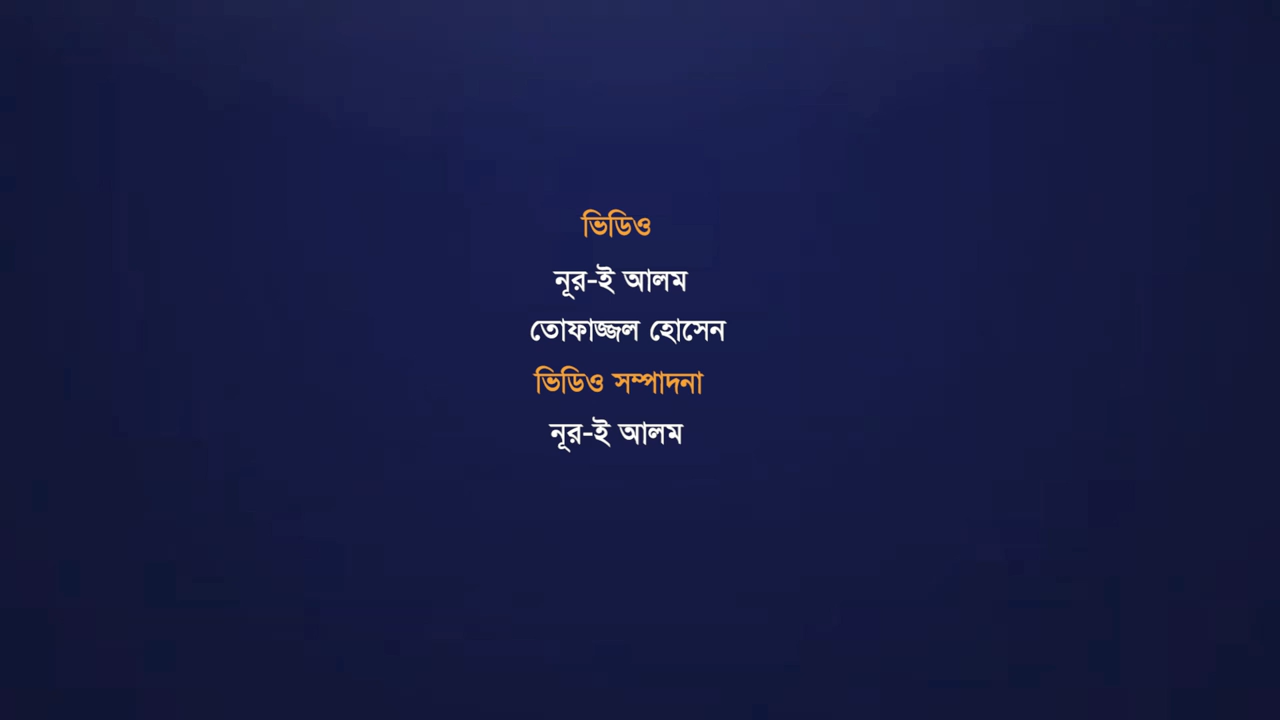 ভিডিও
নূর-ই আলম
তোফাজ্জল হোসেন
ভিডিও সম্পাদনা
নূর-ই আলম